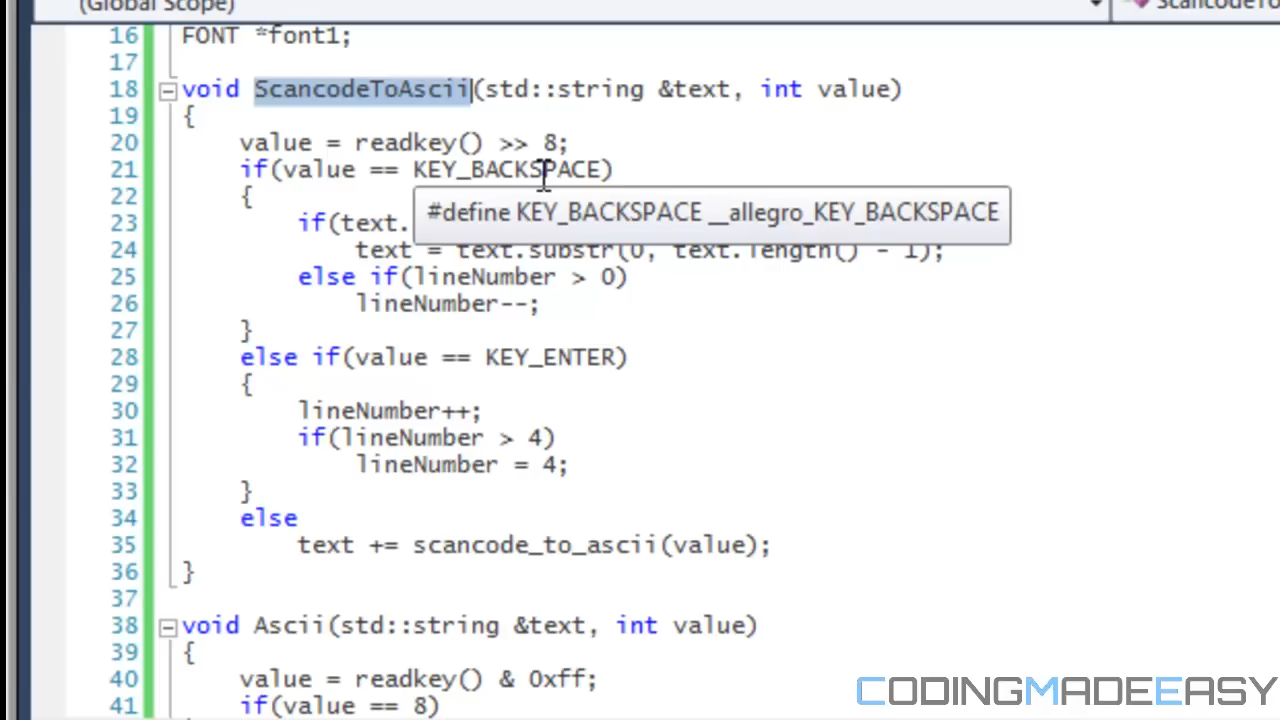 (Global Scope)
16 FONT *font1;
17
18 void ScancodeToAscii(std::string &text, int value)
19 {
20 value = readkey() >> 8;
21 if(value == KEY_BACKSPACE)
22 {
#define KEY_BACKSPACE __allegro_KEY_BACKSPACE
23 if(text.
24 text = text.substr(0, text.length() - 1);
25 else if(lineNumber > 0)
26 lineNumber--;
27 }
28 else if(value == KEY_ENTER)
29 {
30 lineNumber++;
31 if(lineNumber > 4)
32 lineNumber = 4;
33 }
34 else
35 text += scancode_to_ascii(value);
36 }
37
38 void Ascii(std::string &text, int value)
39 {
40 value = readkey() & 0xff;
41 if(value == 8)
CODINGMADEEASY